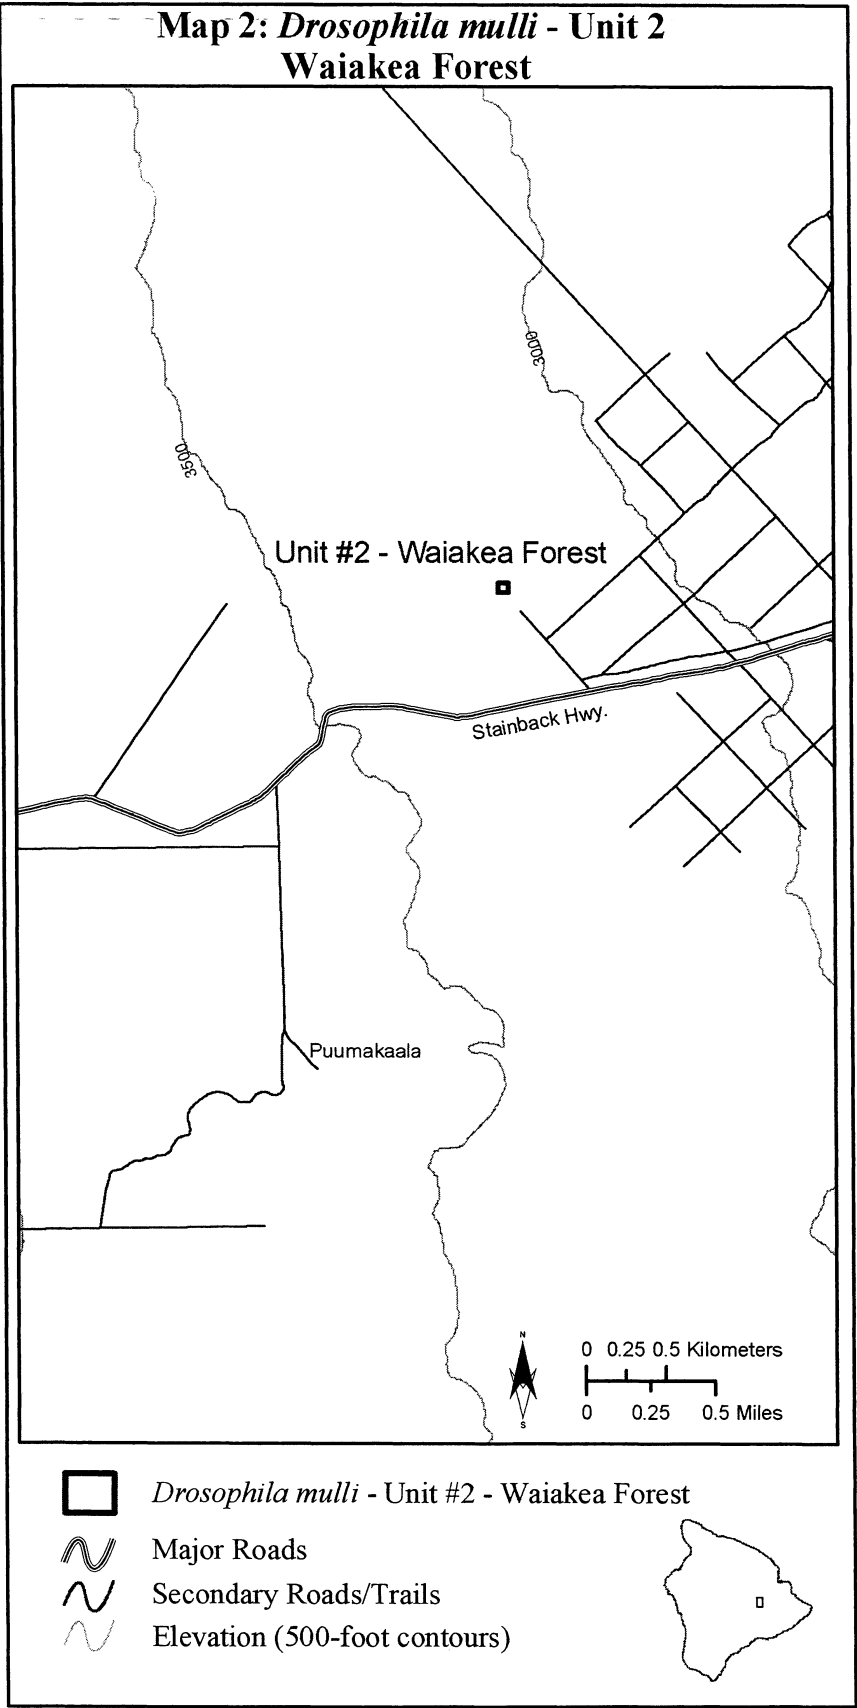 Map 2: Drosophila mulli - Unit 2
Waiakea Forest
3000
3500
Unit #2 - Waiakea Forest
Stainback Hwy.
Puumakaala
N
S
0 0.25 0.5 Kilometers
0 0.25 0.5 Miles
Drosophila mulli - Unit #2 - Waiakea Forest
Major Roads
Secondary Roads/Trails
Elevation (500-foot contours)